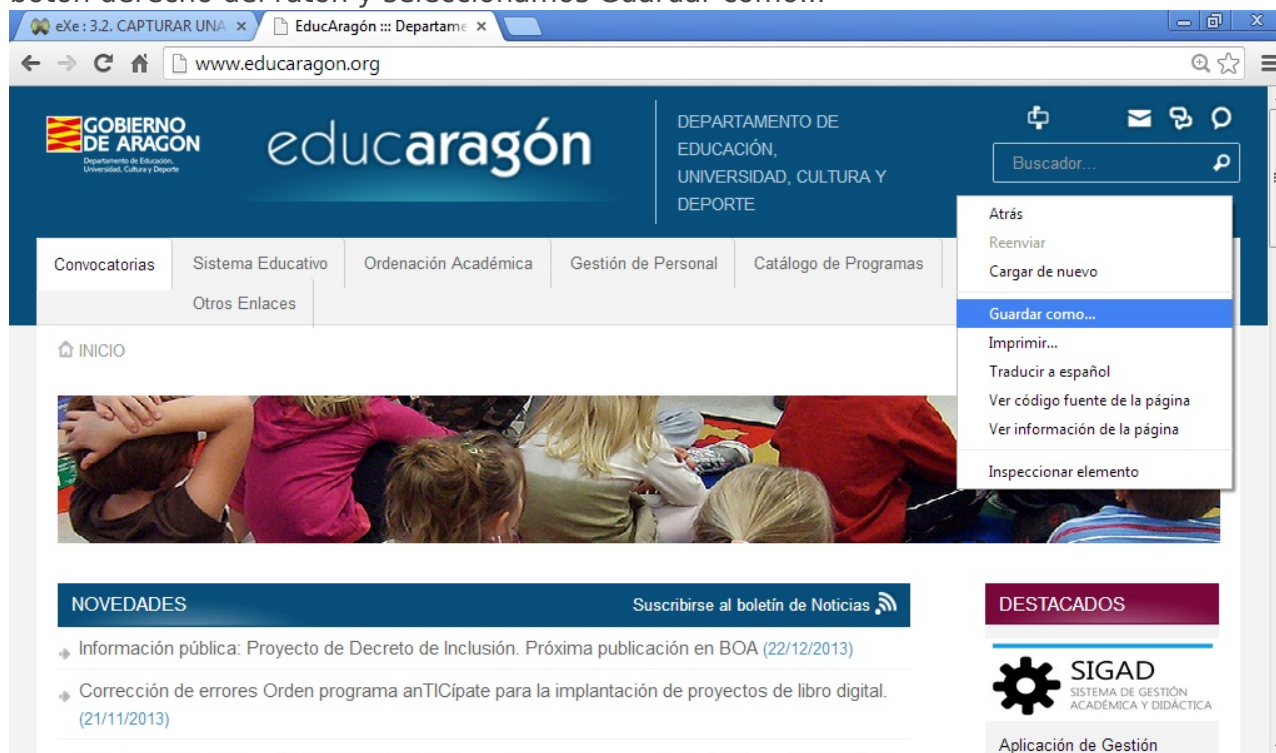 botón derecho del ratón y seleccionamos Guardar como...
eXe : 3.2. CAPTURAR UNA
EducAragón ::: Departame
www.educaragon.org
GOBIERNO
DE ARAGON
Departamento de Educación,
Universidad, Cultura y Deporte
educaragón
DEPARTAMENTO DE
EDUCACIÓN,
UNIVERSIDAD, CULTURA Y
DEPORTE
Buscador...
Convocatorias
Sistema Educativo
Ordenación Académica
Gestión de Personal
Catálogo de Programas
Otros Enlaces
Atrás
Reenviar
Cargar de nuevo
Guardar como...
Imprimir...
Traducir a español
Ver código fuente de la página
Ver información de la página
Inspeccionar elemento
INICIO
NOVEDADES
Suscribirse al boletín de Noticias
Información pública: Proyecto de Decreto de Inclusión. Próxima publicación en BOA (22/12/2013)
Corrección de errores Orden programa anTICípate para la implantación de proyectos de libro digital.
(21/11/2013)
DESTACADOS
SIGAD
SISTEMA DE GESTIÓN
ACADÉMICA Y DIDÁCTICA
Aplicación de Gestión